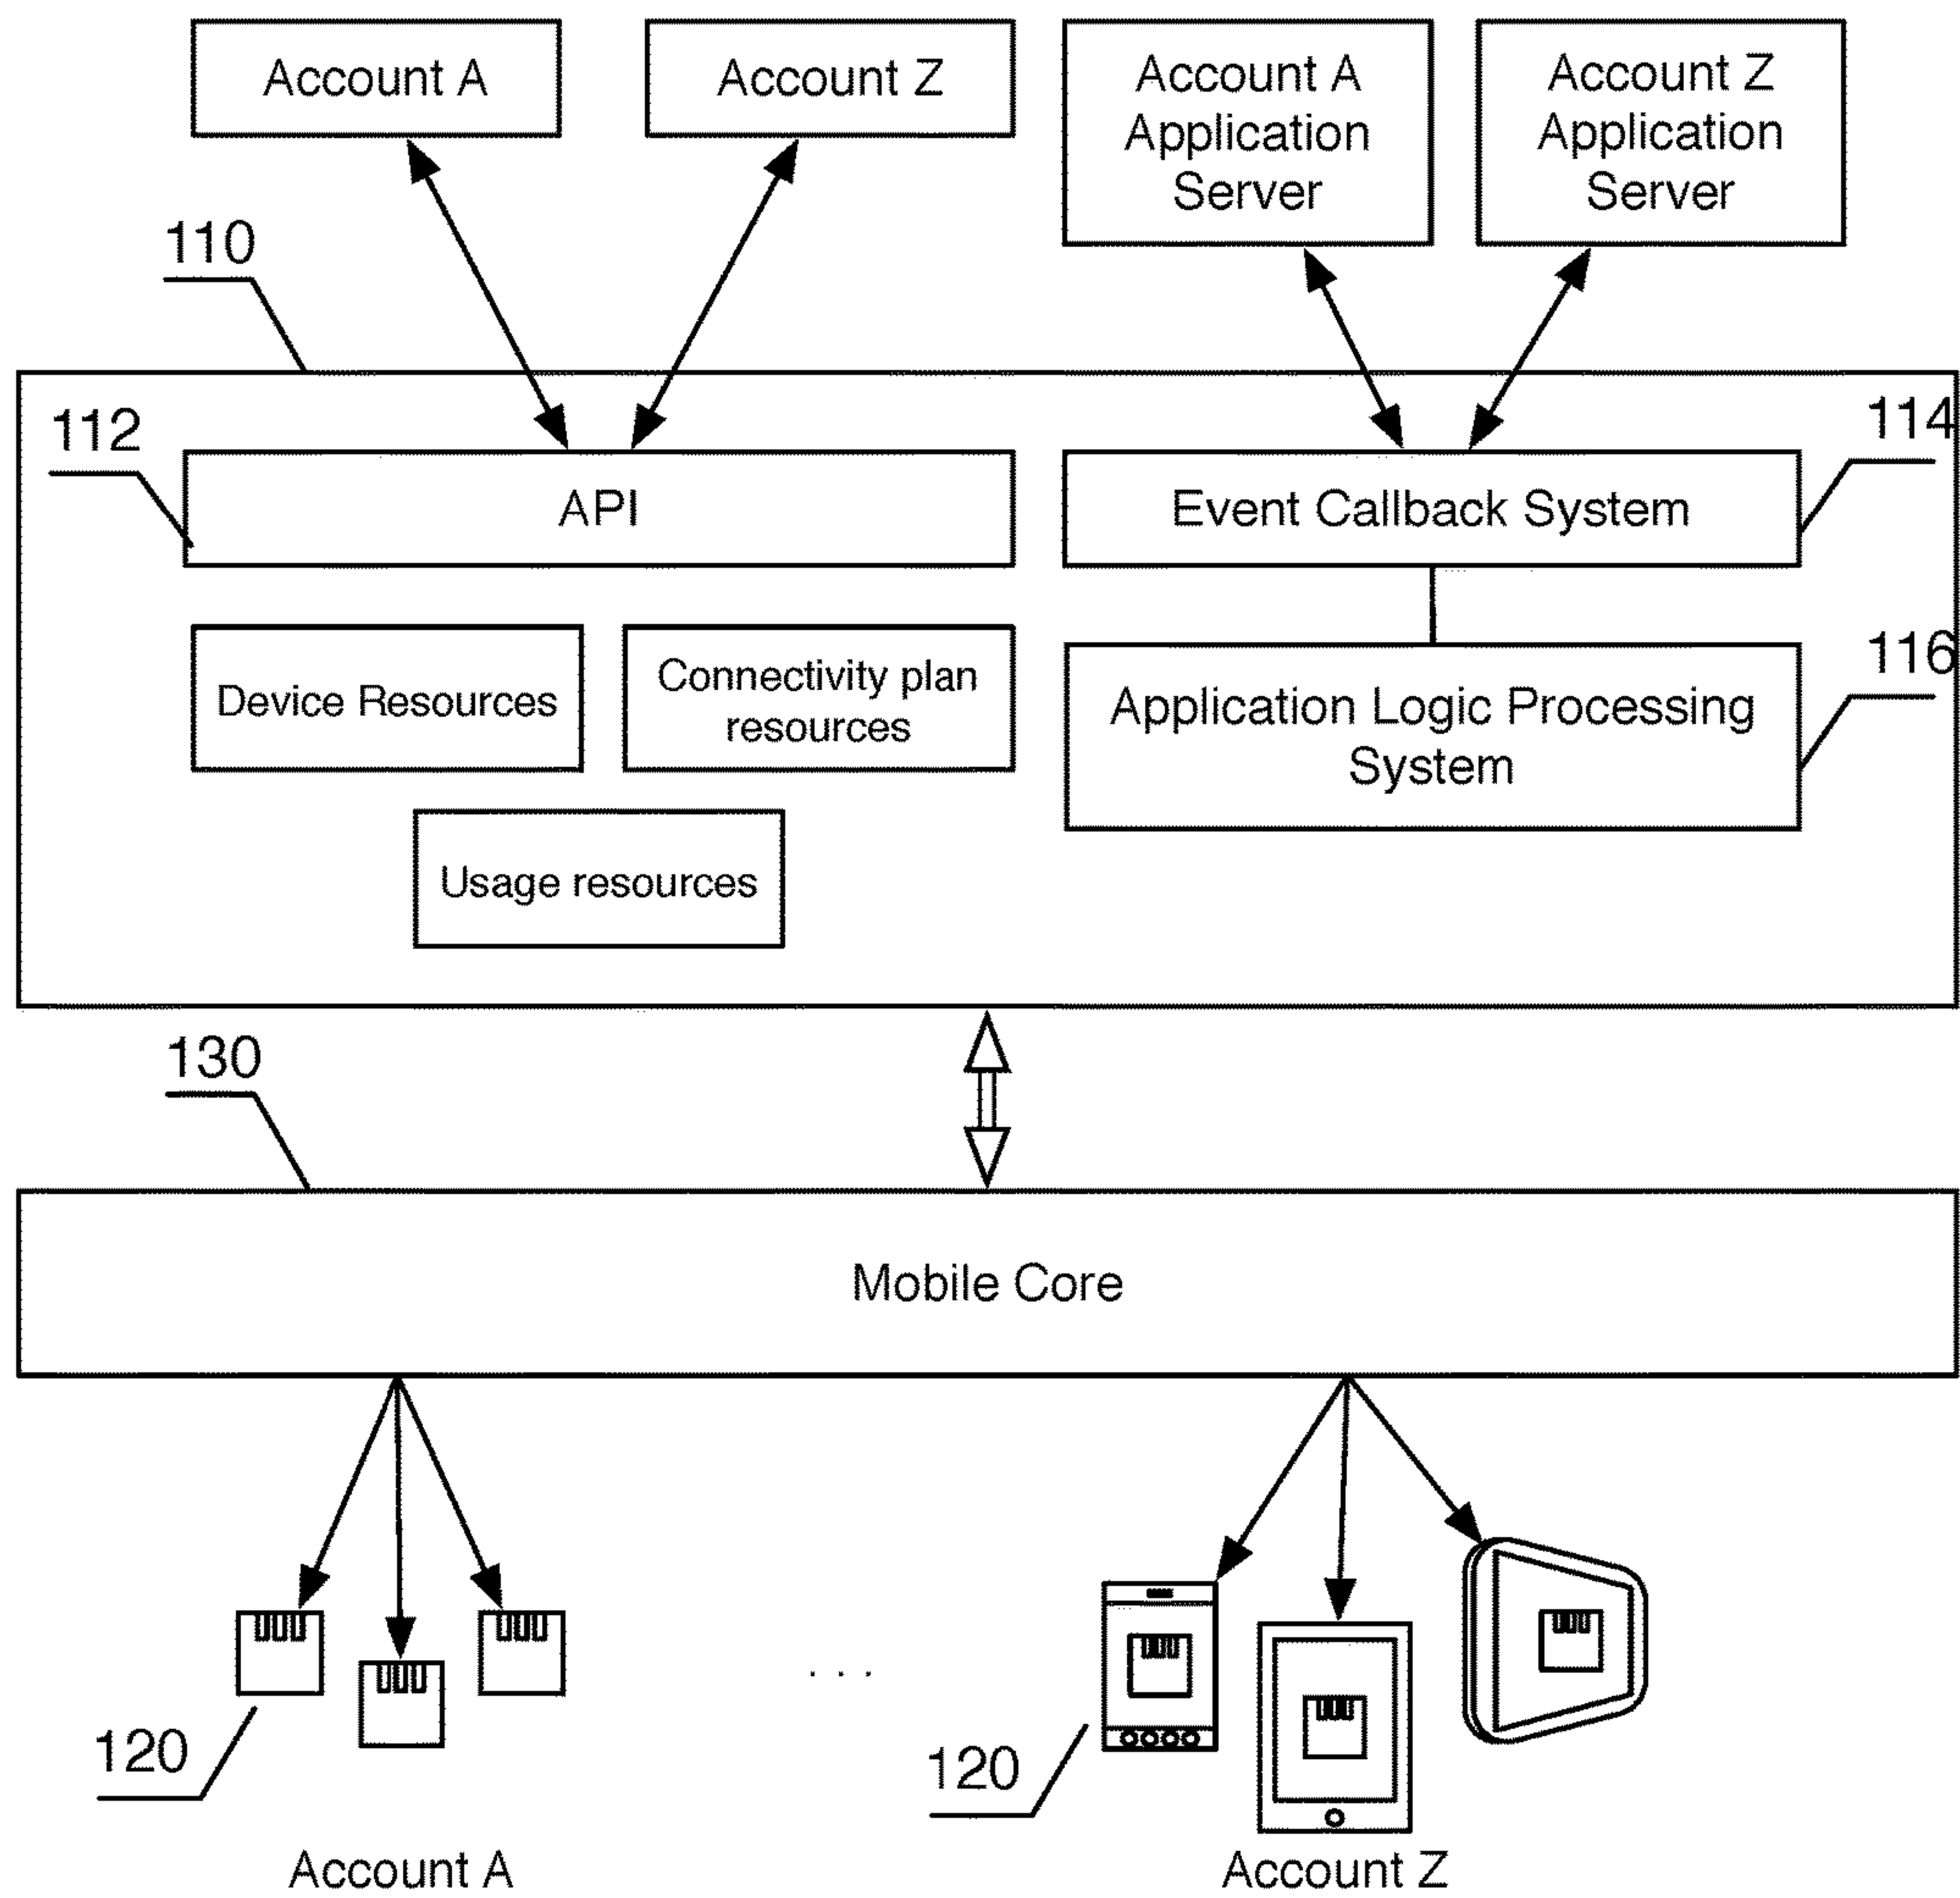 Account A
Account Z
Account A
Application
Server
Account Z
Application
Server
110
112
API
Event Callback System
114
Device Resources
Connectivity plan
resources
Application Logic Processing
System
116
Usage resources
130
Mobile Core
. . .
120
120
Account A
Account Z